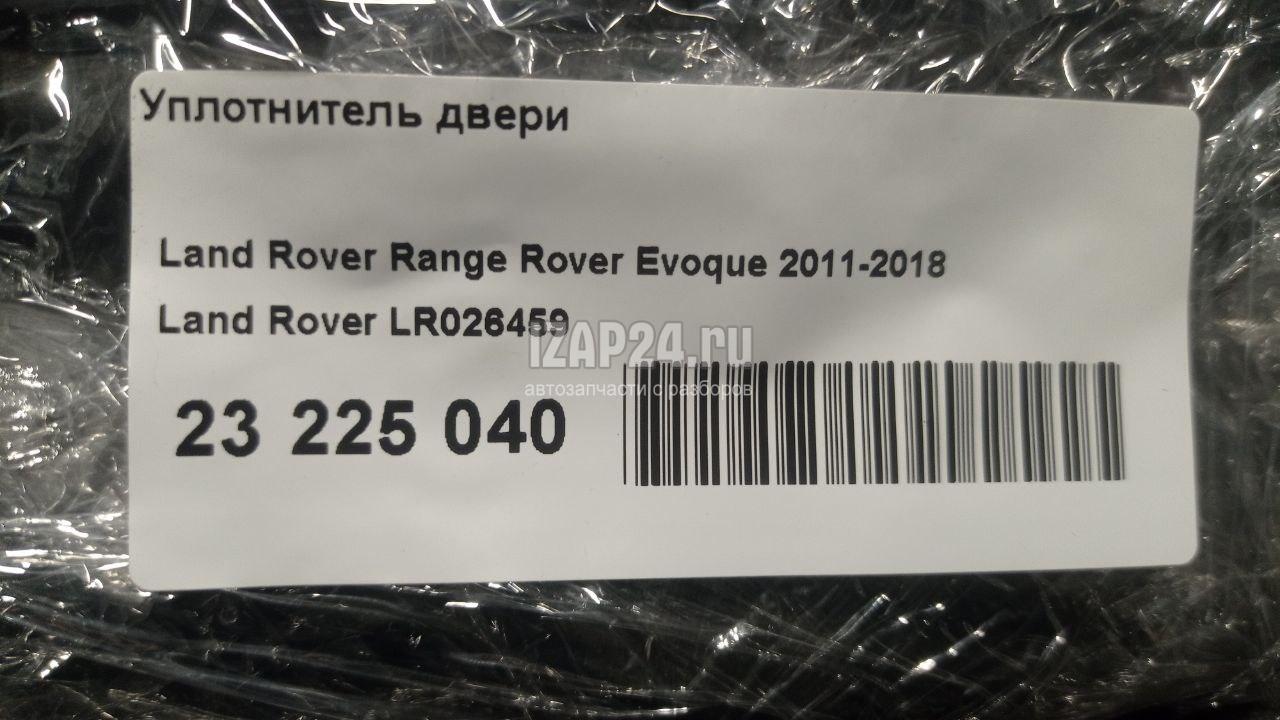 Уплотнитель двери
Land Rover Range Rover Evoque 2011-2018
Land Rover LR026459
IZAP24.ru
автозапчасти с разборов
23 225 040